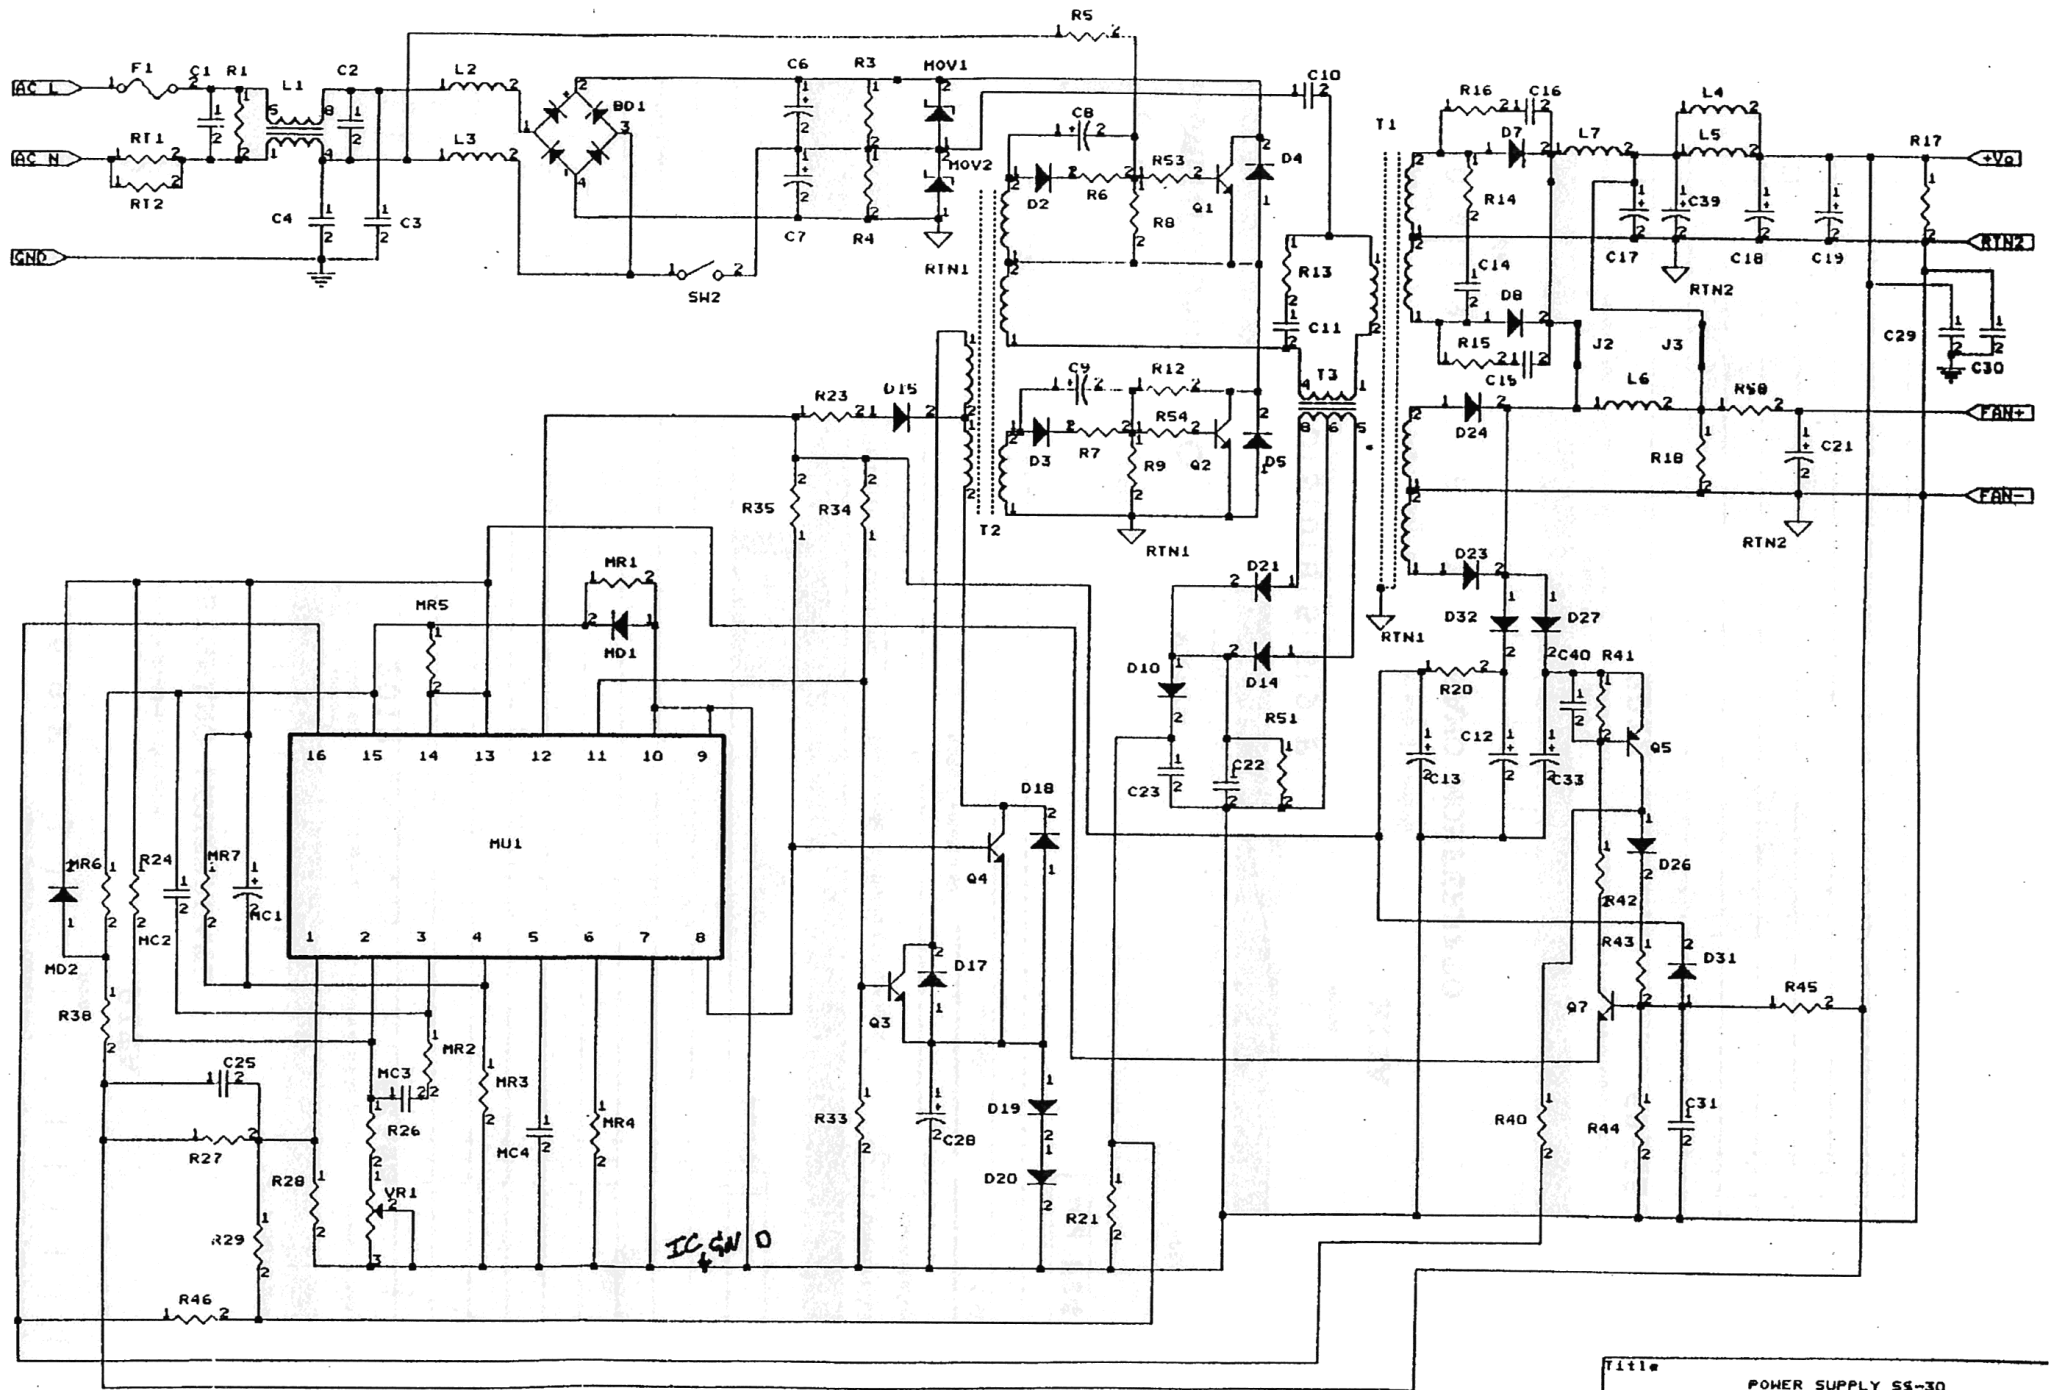 R5
F1 C1 R1 L1 C2 L2 C6 R3 MOV1 C10
AC L
BD1 C8 R16 C16 L4
T1 D7 L7 L5 R17
RT1
AC N
L3 MOV2 R53 D4 +Vo
RT2
D2 R6 Q1 R14 C39
C4 C3 C7 R4 R8
RTN2
GND
RTN1 R13 C14 C17 C18 C19
SW2 D8 RTN2
C11 C29 C30
R15 J2 J3
C9 R12 T3 C15 L6 R50
R23 D15 FAN+
R54 D24 C21
D3 R7 R9 Q2 D5 R18
R35 R34 FAN-
T2 RTN1 RTN2
MR1 D21 D23
MR5 D32 D27
MD1 RTN1
D10 D14 R20 C40 R41
R51
16 15 14 13 12 11 10 9
C12 Q5
C23 C22 C13 C33
D18
MU1
MR6 R24 MR7 D26
Q4
MC1 R42
MC2 1 2 3 4 5 6 7 8 R43
MD2 D17 D31
R45
R38 Q3 Q7
MR2
C25 MC3 MR3
D19 C31
R26 MR4 R33 C28 R40 R44
R27 MC4
R28 VR1 D20
R21
R29 IC GND
R46
Title
POWER SUPPLY SS-30